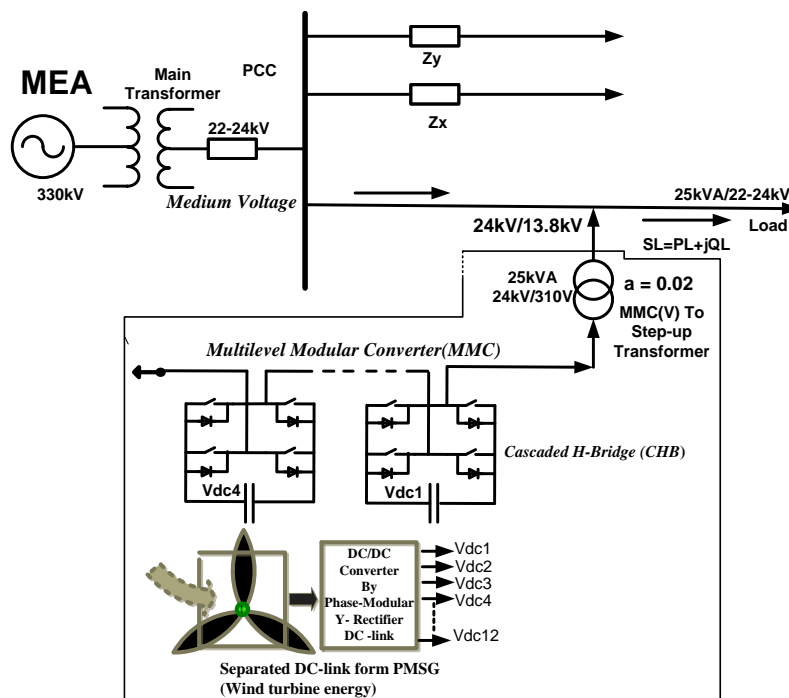 MEA
330kV
Main
Transformer
22-24kV
Medium Voltage
PCC
Zy
Zx
25kVA/22-24kV
Load
SL=PL+jQL
24kV/13.8kV
25kVA
24kV/310V
a = 0.02
MMC(V) To
Step-up
Transformer
Multilevel Modular Converter(MMC)
Cascaded H-Bridge (CHB)
Vdc4
Vdc1
DC/DC
Converter
By
Phase-Modular
Y- Rectifier
DC -link
Vdc1
Vdc2
Vdc3
Vdc4
Vdc12
Separated DC-link form PMSG
(Wind turbine energy)